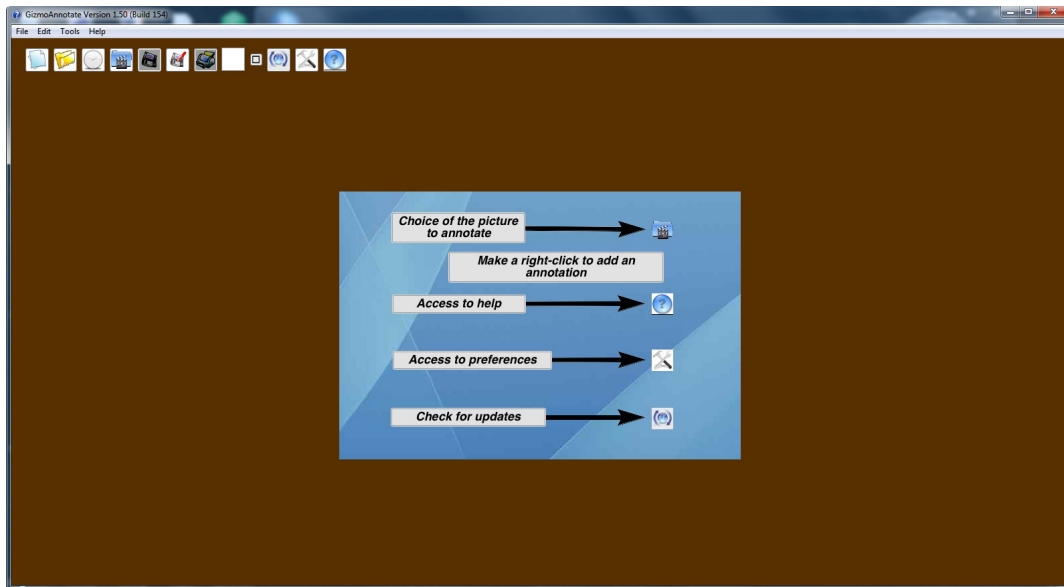 GizmoAnnotate Version 1.50 (Build 154)
File Edit Tools Help
Choice of the picture
to annotate
Make a right-click to add an
annotation
Access to help
Access to preferences
Check for updates